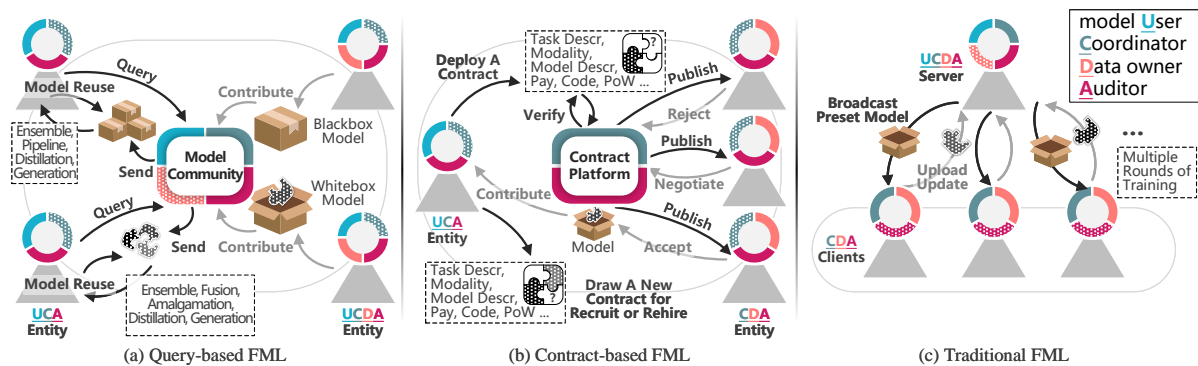 Query
Model Reuse
Ensemble,
Pipeline,
Distillation,
Generation
Send
Model
Community
Contribute
Blackbox
Model
Whitebox
Model
Contribute
Query
Send
Model Reuse
Ensemble, Fusion,
Amalgamation,
Distillation, Generation
UCA
Entity
UCDA
Entity
(a) Query-based FML
Deploy A
Contract
Task Descr,
Modality,
Model Descr,
Pay, Code, PoW ...
?
Verify
Publish
Reject
Contract
Platform
Publish
Negotiate
Contribute
Model
Publish
Accept
UCA
Entity
Task Descr,
Modality,
Model Descr,
Pay, Code, PoW ...
?
Draw A New
Contract for
Recruit or Rehire
CDA
Entity
(b) Contract-based FML
model User
Coordinator
Data owner
Auditor
UCDA
Server
Broadcast
Preset Model
Upload
Update
...
Multiple
Rounds of
Training
CDA
Clients
(c) Traditional FML